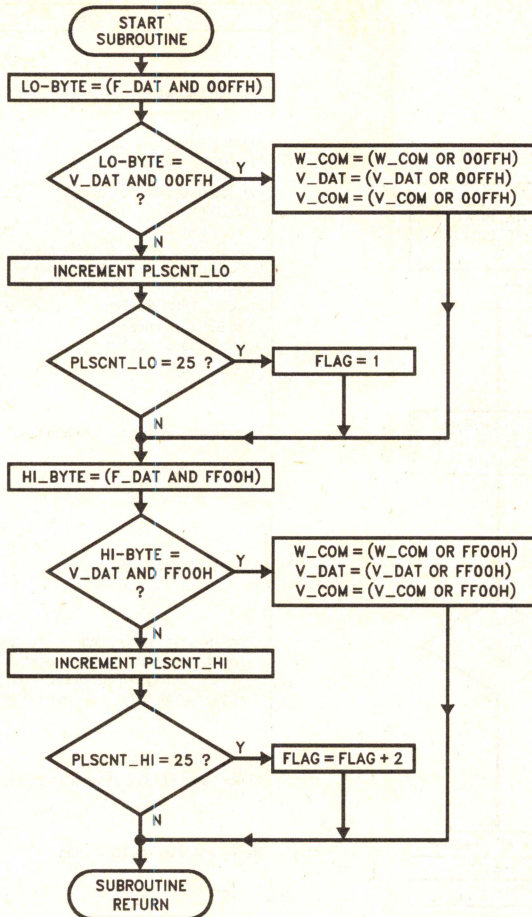 START
SUBROUTINE
LO-BYTE = (F_DAT AND 00FFH)
LO-BYTE =
V_DAT AND 00FFH
?
Y
W_COM = (W_COM OR 00FFH)
V_DAT = (V_DAT OR 00FFH)
V_COM = (V_COM OR 00FFH)
N
INCREMENT PLSCNT_LO
PLSCNT_LO = 25 ?
Y
FLAG = 1
N
HI_BYTE = (F_DAT AND FF00H)
HI-BYTE =
V_DAT AND FF00H
?
Y
W_COM = (W_COM OR FF00H)
V_DAT = (V_DAT OR FF00H)
V_COM = (V_COM OR FF00H)
N
INCREMENT PLSCNT_HI
PLSCNT_HI = 25 ?
Y
FLAG = FLAG + 2
N
SUBROUTINE
RETURN